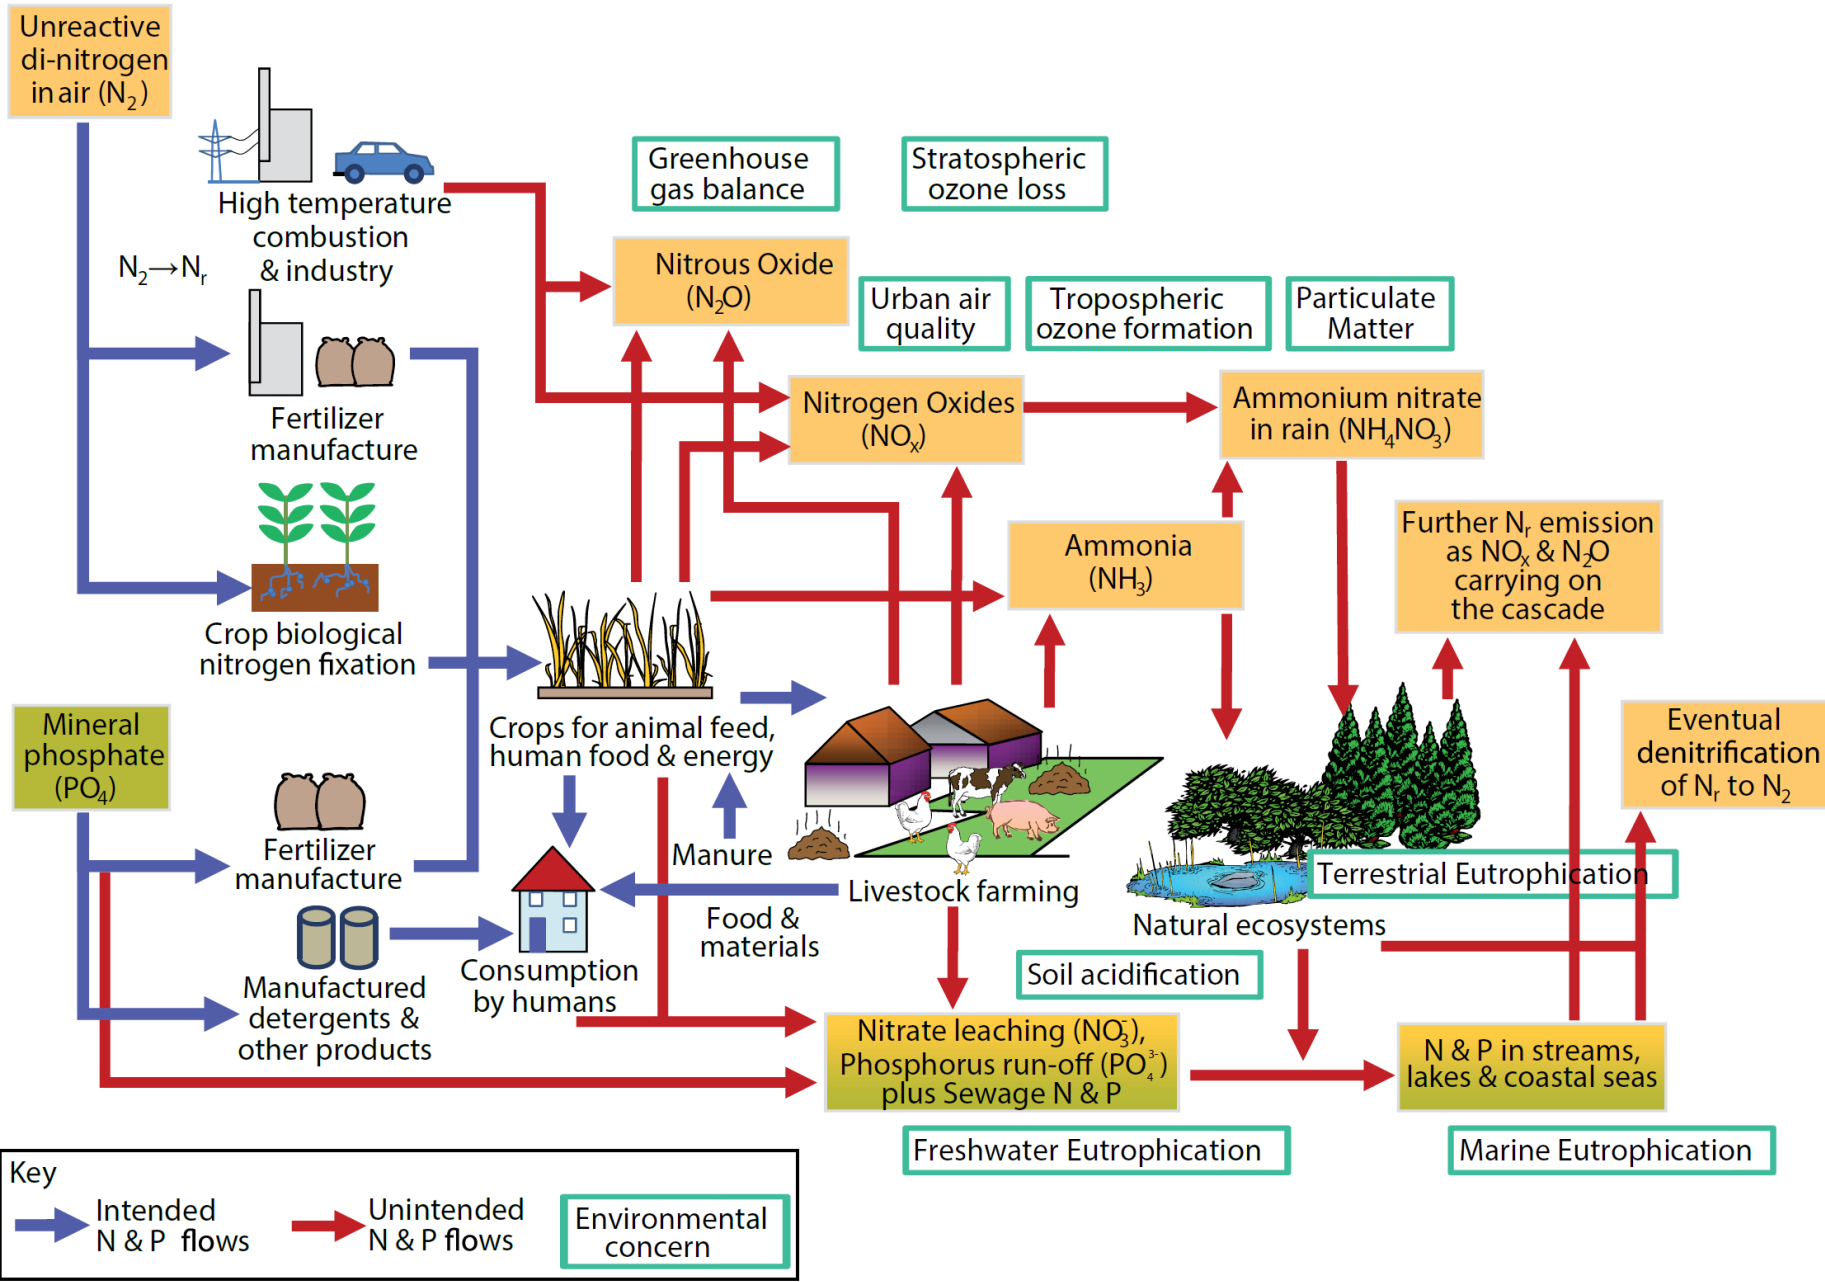 Unreactive
di-nitrogen
in air (N₂)
High temperature
combustion
& industry
N₂→Nᵣ
Fertilizer
manufacture
Crop biological
nitrogen fixation
Mineral
phosphate
(PO₄)
Fertilizer
manufacture
Manufactured
detergents &
other products
Greenhouse
gas balance
Stratospheric
ozone loss
Nitrous Oxide
(N₂O)
Urban air
quality
Tropospheric
ozone formation
Particulate
Matter
Nitrogen Oxides
(NOₓ)
Ammonium nitrate
in rain (NH₄NO₃)
Ammonia
(NH₃)
Further Nᵣ emission
as NOₓ & N₂O
carrying on
the cascade
Crops for animal feed,
human food & energy
Eventual
denitrification
of Nᵣ to N₂
Manure
Livestock farming
Food &
materials
Consumption
by humans
Terrestrial Eutrophication
Natural ecosystems
Soil acidification
Nitrate leaching (NO₃⁻),
Phosphorus run-off (PO₄³⁻)
plus Sewage N & P
N & P in streams,
lakes & coastal seas
Freshwater Eutrophication
Marine Eutrophication
Key
Intended
N & P flows
Unintended
N & P flows
Environmental
concern